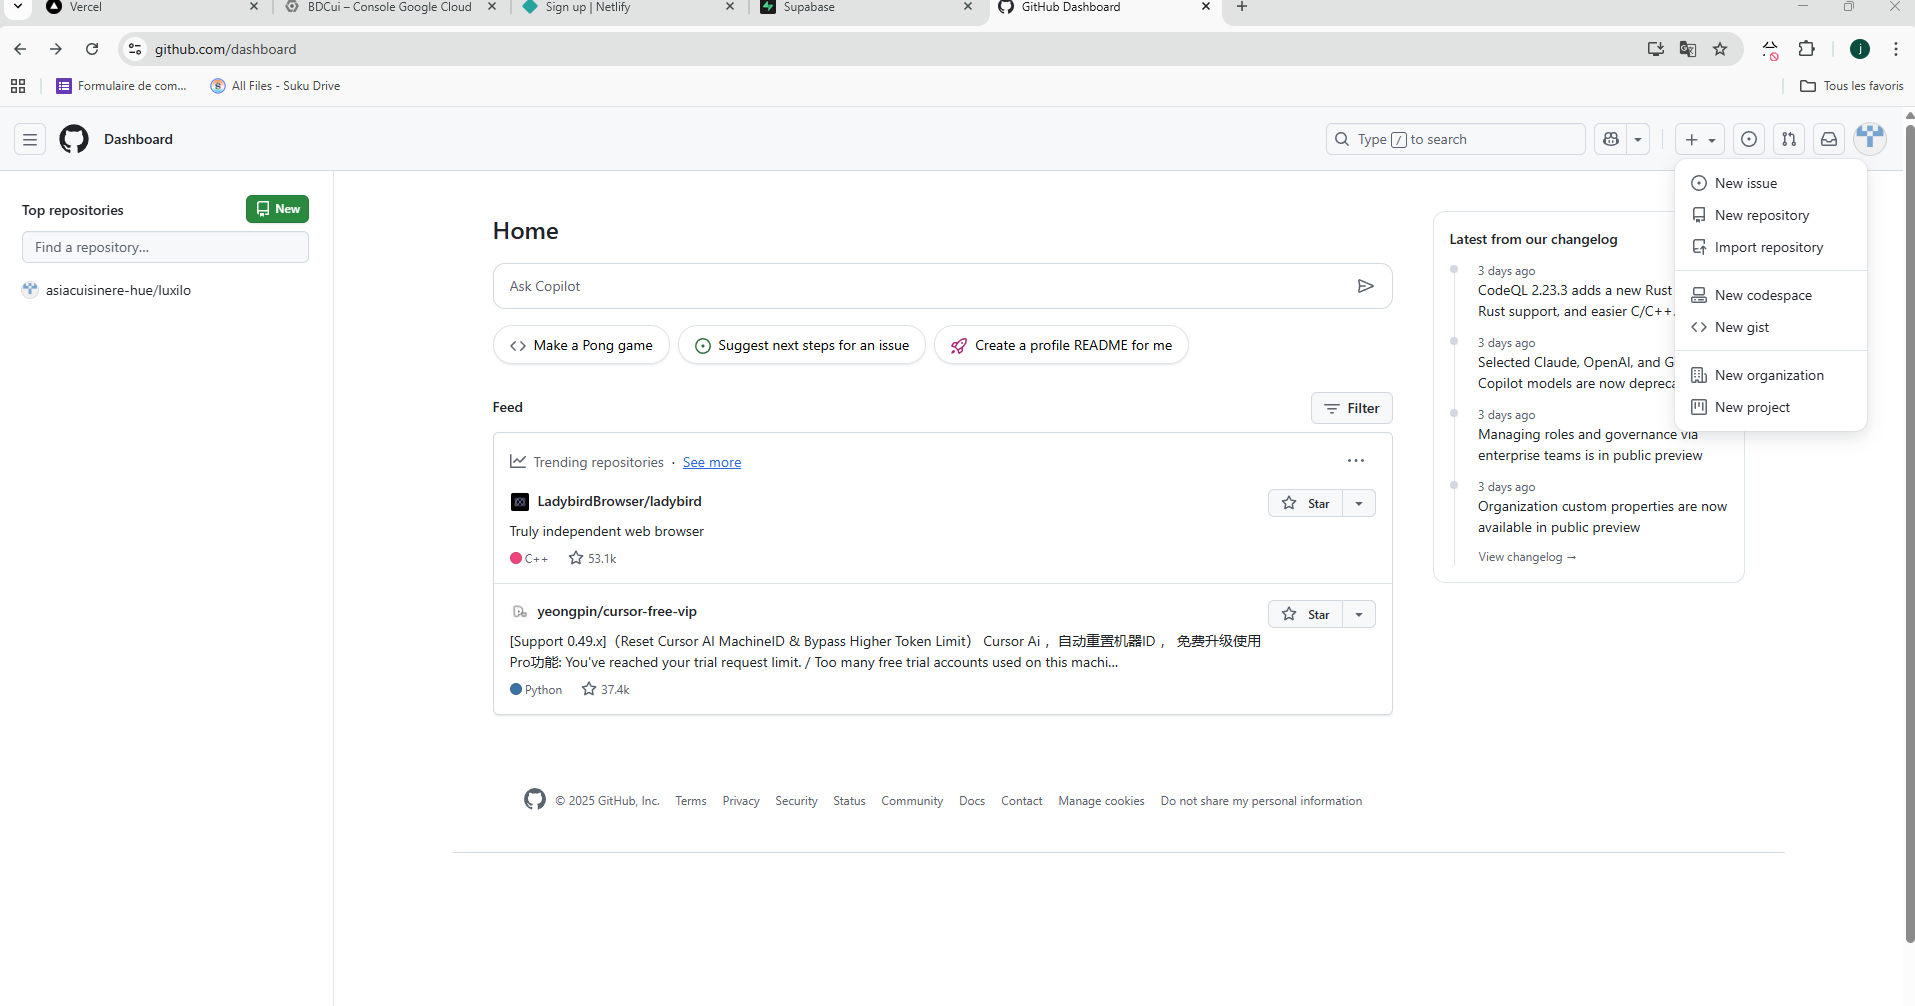 Vercel
BDCui – Console Google Cloud
Sign up | Netlify
Supabase
GitHub Dashboard
github.com/dashboard
j
Formulaire de com...
All Files - Suku Drive
Tous les favoris
Dashboard
Type / to search
New issue
New repository
Import repository
New codespace
New gist
New organization
New project
Top repositories
New
Find a repository...
asiacuisinere-hue/luxilo
Home
Ask Copilot
Make a Pong game
Suggest next steps for an issue
Create a profile README for me
Feed
Filter
Trending repositories · See more
LadybirdBrowser/ladybird
Star
Truly independent web browser
C++ 53.1k
yeongpin/cursor-free-vip
Star
[Support 0.49.x]（Reset Cursor AI MachineID & Bypass Higher Token Limit） Cursor Ai ，自动重置机器ID ， 免费升级使用
Pro功能: You've reached your trial request limit. / Too many free trial accounts used on this machi...
Python 37.4k
Latest from our changelog
3 days ago
CodeQL 2.23.3 adds a new Rust
Rust support, and easier C/C++
3 days ago
Selected Claude, OpenAI, and G
Copilot models are now depreca
3 days ago
Managing roles and governance via
enterprise teams is in public preview
3 days ago
Organization custom properties are now
available in public preview
View changelog →
© 2025 GitHub, Inc. Terms Privacy Security Status Community Docs Contact Manage cookies Do not share my personal information